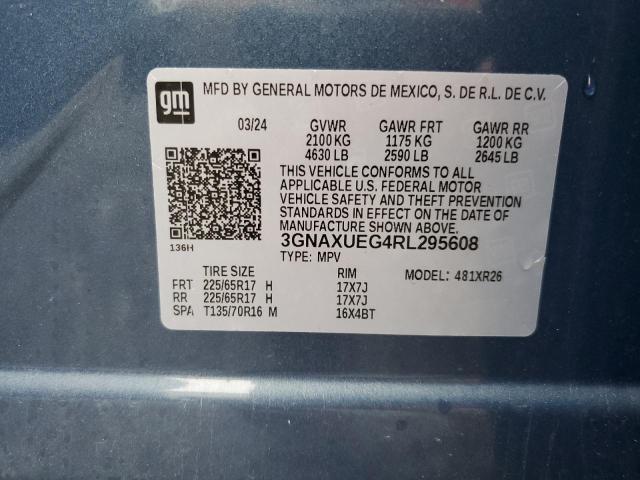 gm
MFD BY GENERAL MOTORS DE MEXICO, S. DE R.L. DE C.V.
03/24 GVWR GAWR FRT GAWR RR
2100 KG 1175 KG 1200 KG
4630 LB 2590 LB 2645 LB
THIS VEHICLE CONFORMS TO ALL
APPLICABLE U.S. FEDERAL MOTOR
VEHICLE SAFETY AND THEFT PREVENTION
STANDARDS IN EFFECT ON THE DATE OF
MANUFACTURE SHOWN ABOVE.
136H 3GNAXUEG4RL295608
TYPE: MPV
TIRE SIZE RIM MODEL: 481XR26
FRT 225/65R17 H 17X7J
RR 225/65R17 H 17X7J
SPA T135/70R16 M 16X4BT